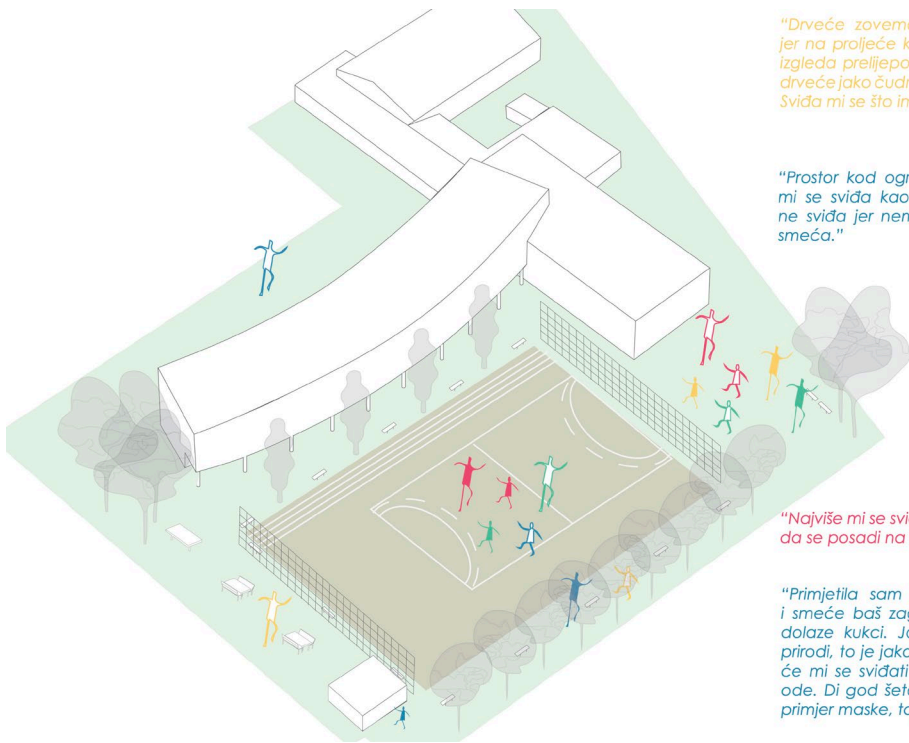 “Drveće zovem
jer na proljeće k
izgleda prelijepo
drveće jako čudn
Sviđa mi se što in
“Prostor kod ogr
mi se sviđa kao
ne sviđa jer nem
smeća.”
“Najviše mi se svi
da se posadi na
“Primjetila sam
i smeće baš zag
dolaze kukci. Ja
prirodi, to je jako
će mi se sviđati
ode. Di god šeta
primjer maske, to